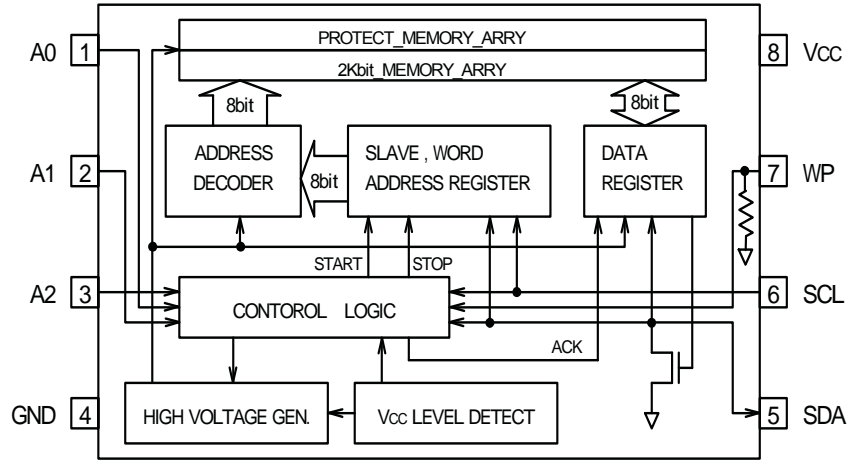 PROTECT_MEMORY_ARRY
A0 1
8 VCC
2Kbit_MEMORY_ARRY
8bit
8bit
ADDRESS
DECODER
8bit
SLAVE , WORD
ADDRESS REGISTER
DATA
REGISTER
A1 2
7 WP
START
STOP
A2 3
CONTOROL LOGIC
6 SCL
ACK
GND 4
HIGH VOLTAGE GEN.
VCC LEVEL DETECT
5 SDA